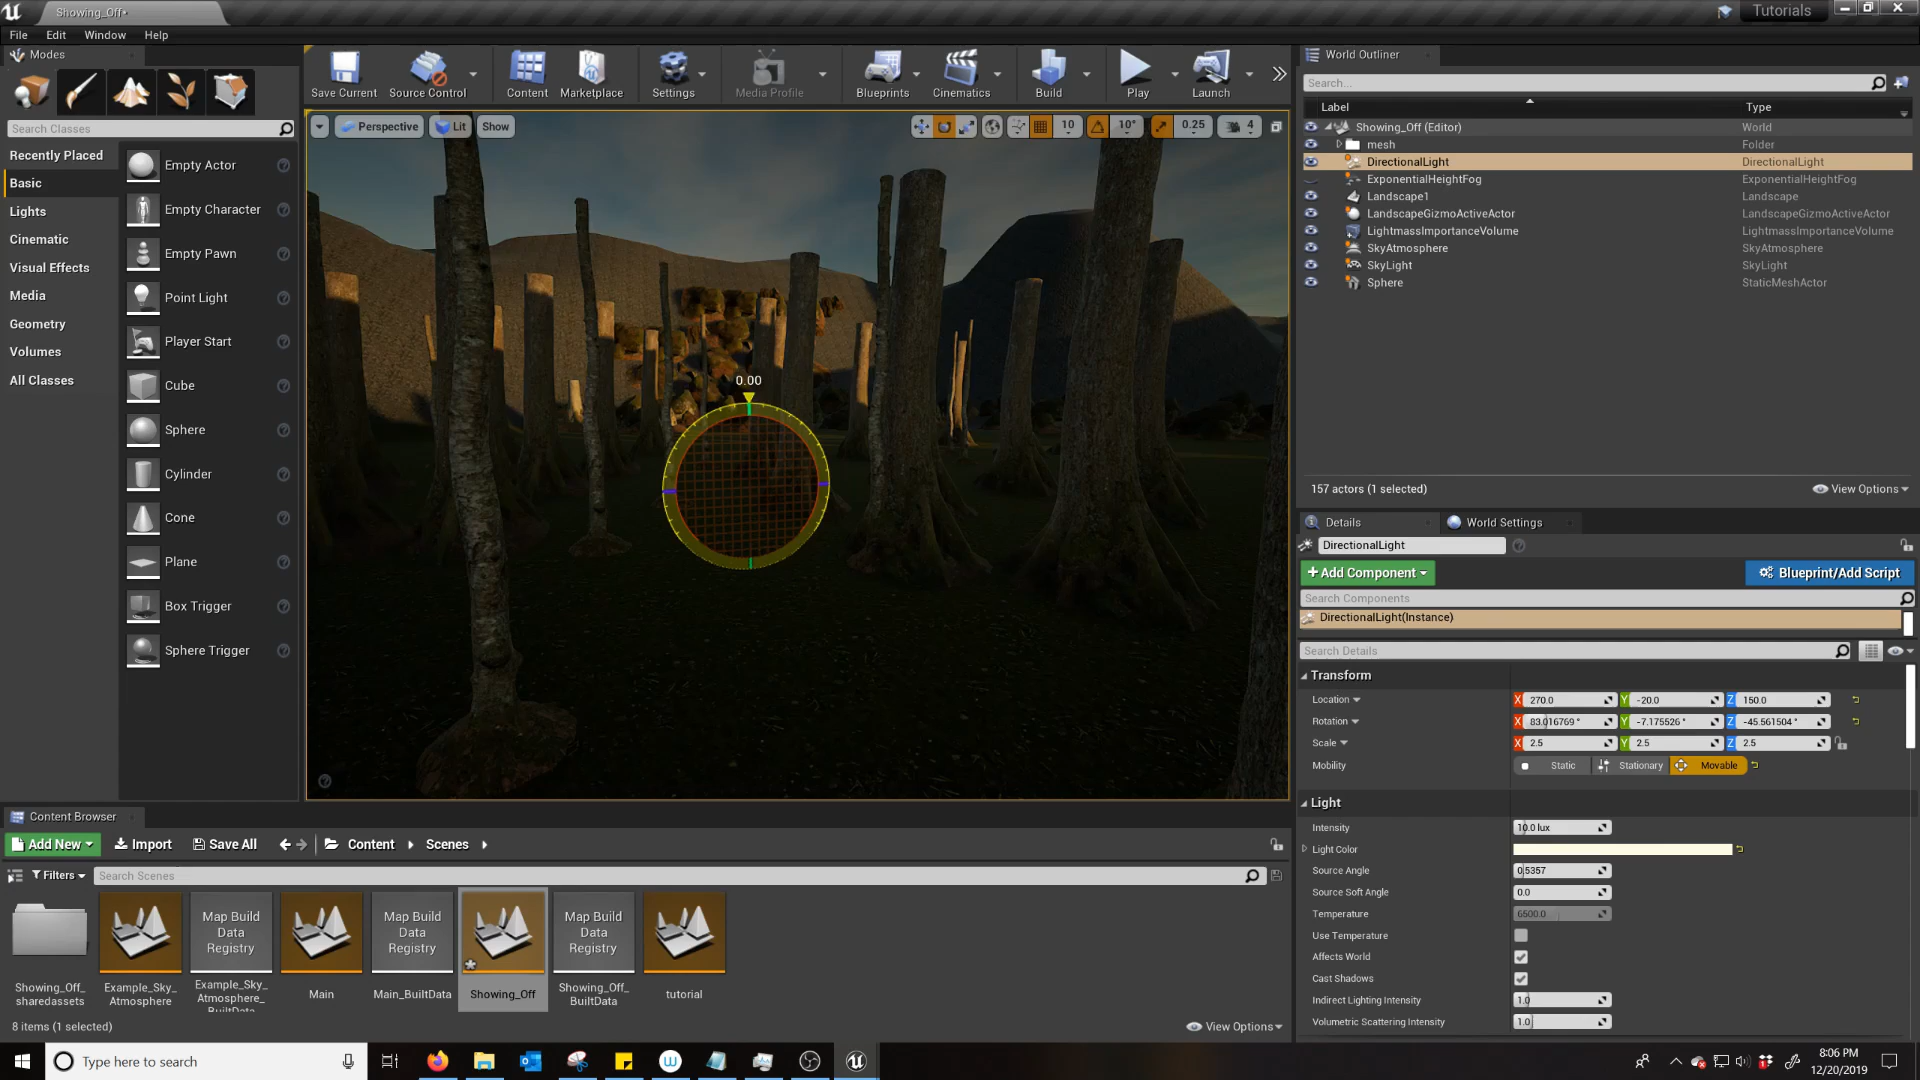 Showing_Off•
Tutorials
File
Edit
Window
Help
Modes
Save Current
Source Control
Content
Marketplace
Settings
Media Profile
Blueprints
Cinematics
Build
Play
Launch
Search Classes
Recently Placed
Basic
Lights
Cinematic
Visual Effects
Media
Geometry
Volumes
All Classes
Empty Actor
Empty Character
Empty Pawn
Point Light
Player Start
Cube
Sphere
Cylinder
Cone
Plane
Box Trigger
Sphere Trigger
Perspective
Lit
Show
10
10°
0.25
4
0.00
World Outliner
Search...
Label
Type
Showing_Off (Editor)
World
mesh
Folder
DirectionalLight
DirectionalLight
ExponentialHeightFog
ExponentialHeightFog
Landscape1
Landscape
LandscapeGizmoActiveActor
LandscapeGizmoActiveActor
LightmassImportanceVolume
LightmassImportanceVolume
SkyAtmosphere
SkyAtmosphere
SkyLight
SkyLight
Sphere
StaticMeshActor
157 actors (1 selected)
View Options
Details
World Settings
DirectionalLight
+Add Component
Blueprint/Add Script
Search Components
DirectionalLight(Instance)
Search Details
Transform
Location
X 270.0
Y -20.0
Z 150.0
Rotation
X 83.016769 °
Y -7.175526 °
Z -45.561504 °
Scale
X 2.5
Y 2.5
Z 2.5
Mobility
Static
Stationary
Movable
Light
Intensity
10.0 lux
Light Color
Source Angle
0.5357
Source Soft Angle
0.0
Temperature
6500.0
Use Temperature
Affects World
Cast Shadows
Indirect Lighting Intensity
1.0
Volumetric Scattering Intensity
1.0
Content Browser
Add New
Import
Save All
Content
Scenes
Filters
Search Scenes
Map Build
Data
Registry
Map Build
Data
Registry
Map Build
Data
Registry
Showing_Off_
sharedassets
Example_Sky_
Atmosphere
Example_Sky_
Atmosphere_
BuiltData
Main
Main_BuiltData
Showing_Off
Showing_Off_
BuiltData
tutorial
8 items (1 selected)
View Options
Type here to search
8:06 PM
12/20/2019